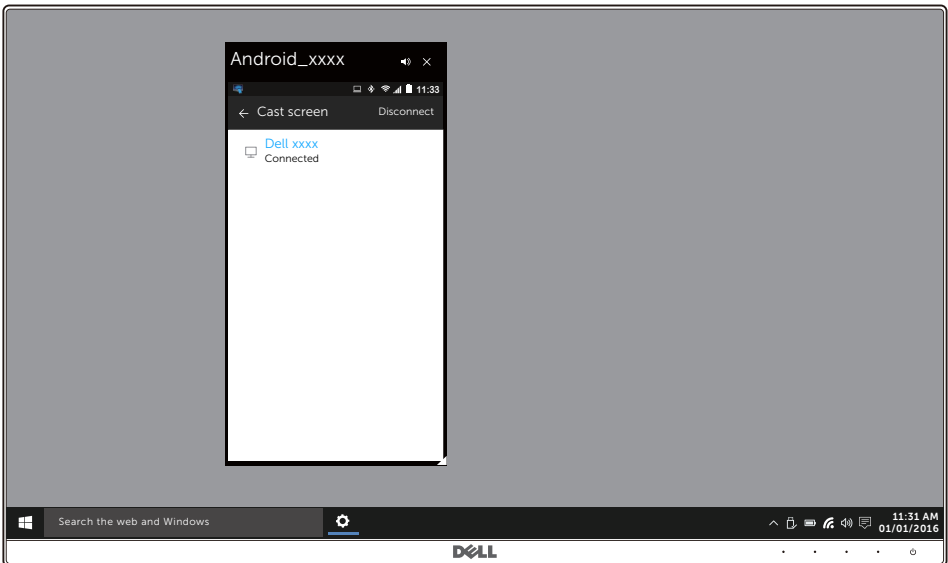 Android_xxxx
11:33
Cast screen Disconnect
Dell xxxx
Connected
Search the web and Windows
11:31 AM
01/01/2016
DELL